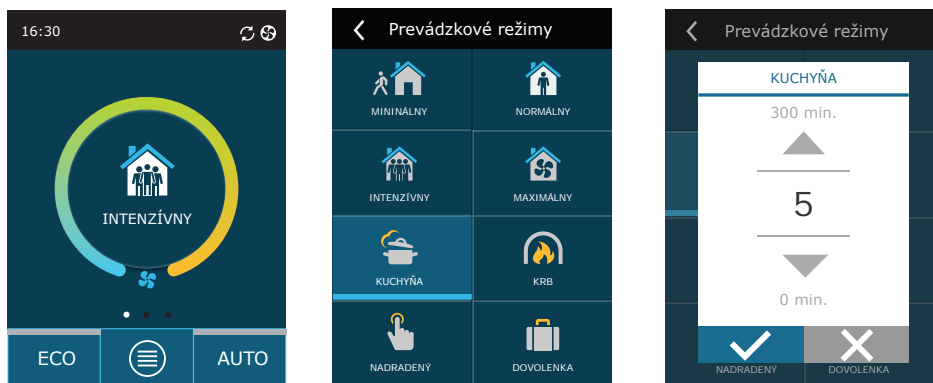 16:30
INTENZÍVNY
ECO
AUTO
Prevádzkové režimy
MININÁLNY
NORMÁLNY
INTENZÍVNY
MAXIMÁLNY
KUCHYŇA
KRB
NADRADENÝ
DOVOLENKA
Prevádzkové režimy
KUCHYŇA
300 min.
5
0 min.
NADRADENÝ
DOVOLENKA